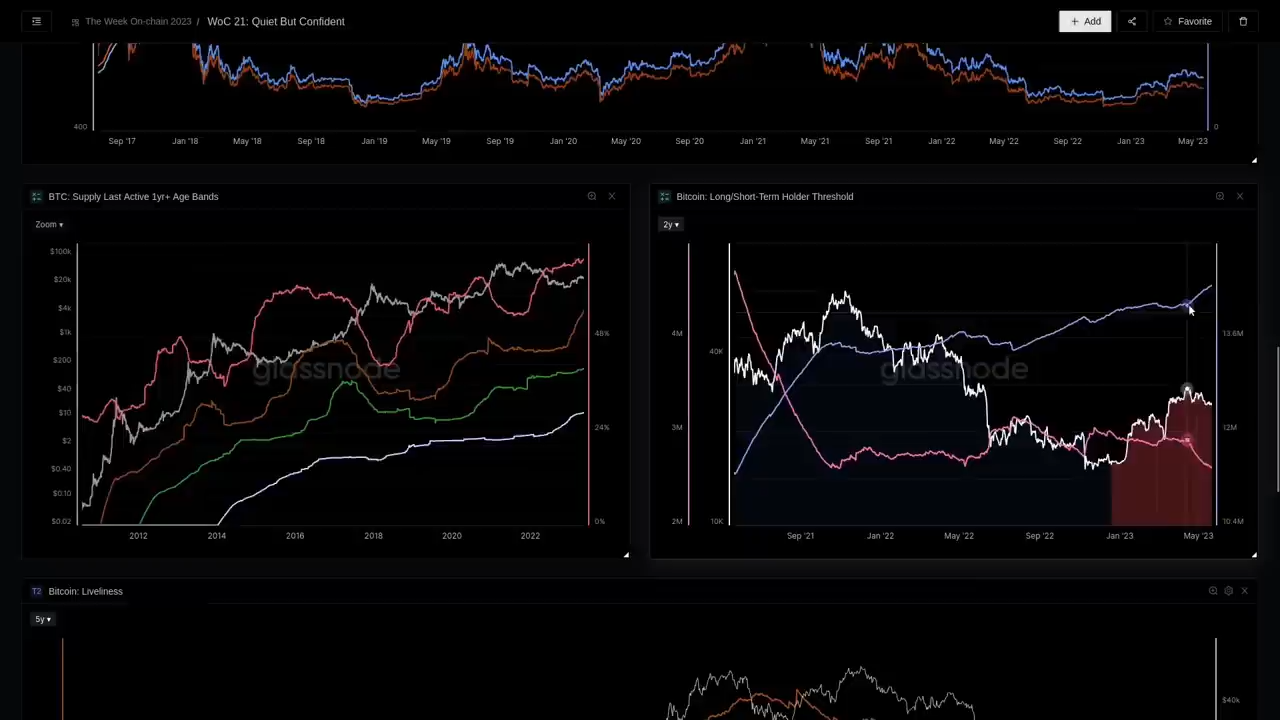 The Week On-chain 2023 / WoC 21: Quiet But Confident
+ Add
Favorite
400
0
Sep '17 Jan '18 May '18 Sep '18 Jan '19 May '19 Sep '19 Jan '20 May '20 Sep '20 Jan '21 May '21 Sep '21 Jan '22 May '22 Sep '22 Jan '23 May '23
BTC: Supply Last Active 1yr+ Age Bands
Zoom ▾
$100k
$20k
$4k
$1k
$200
$40
$10
$2
$0.40
$0.10
$0.02
48%
24%
0%
glassnode
2012 2014 2016 2018 2020 2022
Bitcoin: Long/Short-Term Holder Threshold
2y ▾
4M
3M
2M
40K
10K
13.6M
12M
10.4M
glassnode
Sep '21 Jan '22 May '22 Sep '22 Jan '23 May '23
T2 Bitcoin: Liveliness
5y ▾
$40k